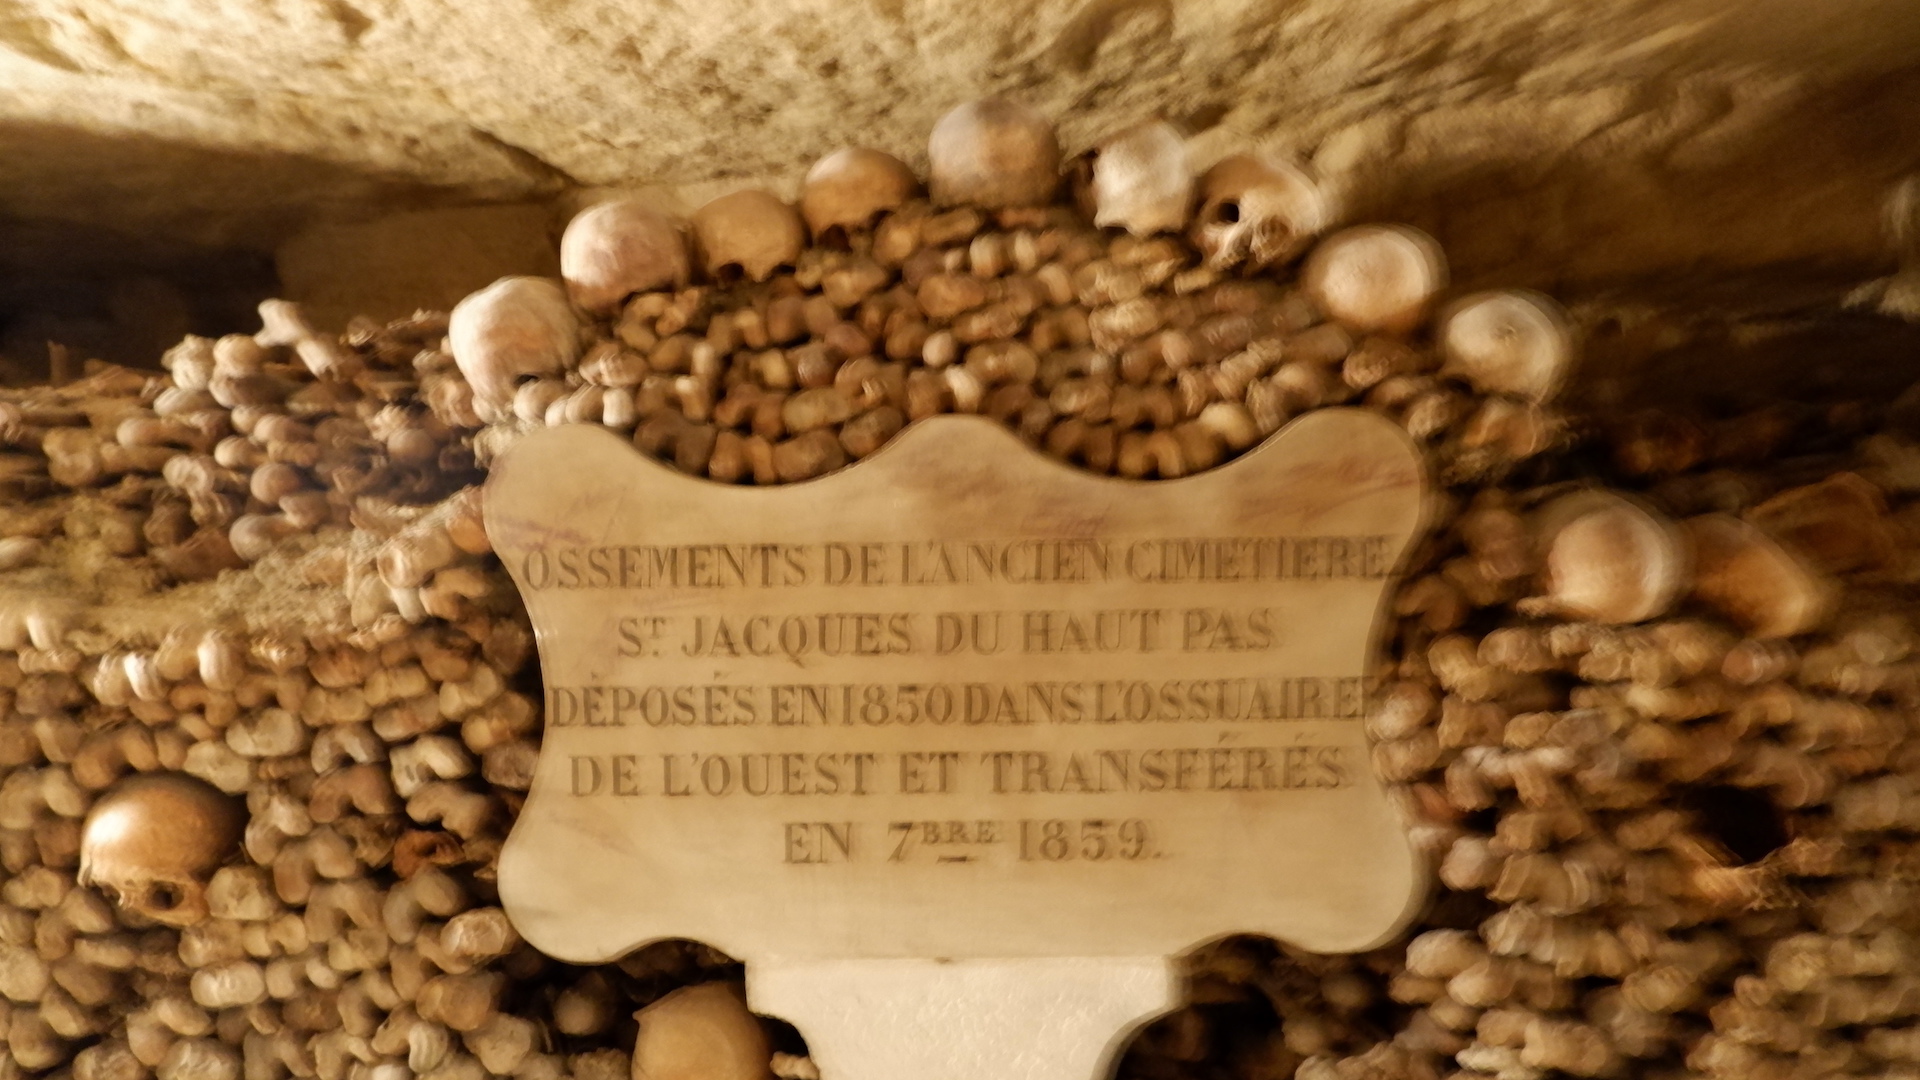 OSSEMENTS DE L'ANCIEN CIMETIERE
ST JACQUES DU HAUT PAS
DÉPOSÉS EN 1850 DANS L'OSSUAIRE
DE L'OUEST ET TRANSFÉRÉS
EN 7BRE 1859.